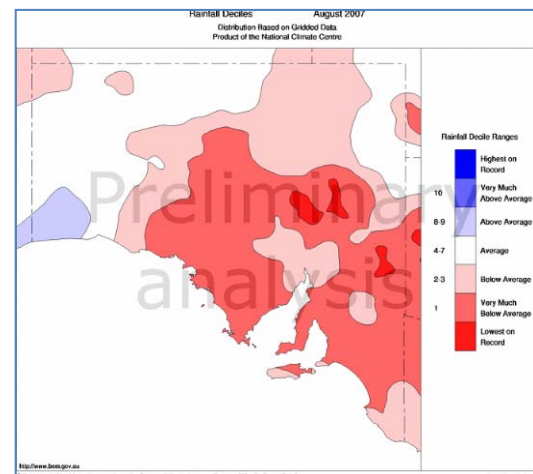 Rainfall Deciles August 2007
Distribution Based on Gridded Data
Product of the National Climate Centre
Preliminary
analysis
Rainfall Decile Ranges
Highest on
Record
10
Very Much
Above Average
8-9
Above Average
4-7
Average
2-3
Below Average
1
Very Much
Below Average
Lowest on
Record
http://www.bom.gov.au